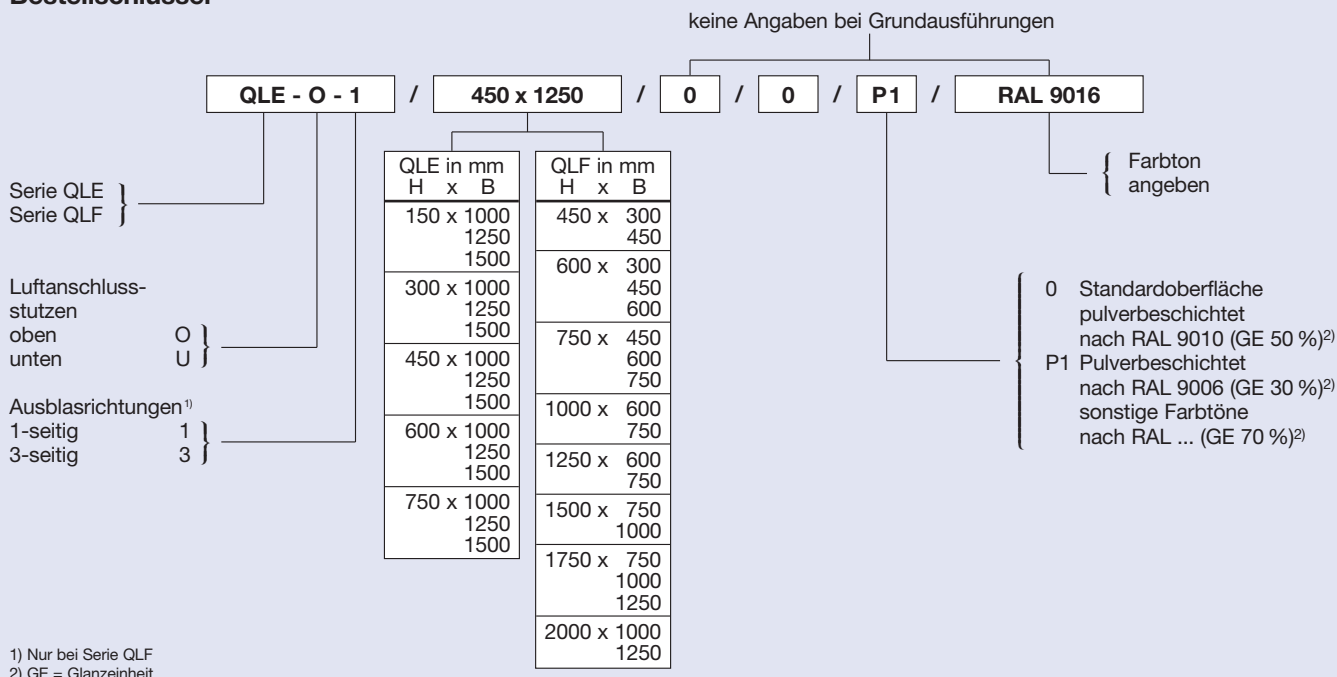 Bestellschlüssel
keine Angaben bei Grundausführungen
QLE - O - 1 / 450 x 1250 / 0 / 0 / P1 / RAL 9016
Serie QLE
Serie QLF
Luftanschluss-
stutzen
oben O
unten U
Ausblasrichtungen1)
1-seitig 1
3-seitig 3
QLE in mm
H x B
150 x 1000
1250
1500
300 x 1000
1250
1500
450 x 1000
1250
1500
600 x 1000
1250
1500
750 x 1000
1250
1500
QLF in mm
H x B
450 x 300
450
600 x 300
450
600
750 x 450
600
750
1000 x 600
750
1250 x 600
750
1500 x 750
1000
1750 x 750
1000
1250
2000 x 1000
1250
Farbton
angeben
0 Standardoberfläche
pulverbeschichtet
nach RAL 9010 (GE 50 %)2)
P1 Pulverbeschichtet
nach RAL 9006 (GE 30 %)2)
sonstige Farbtöne
nach RAL ... (GE 70 %)2)
1) Nur bei Serie QLF
2) GE = Glanzeinheit